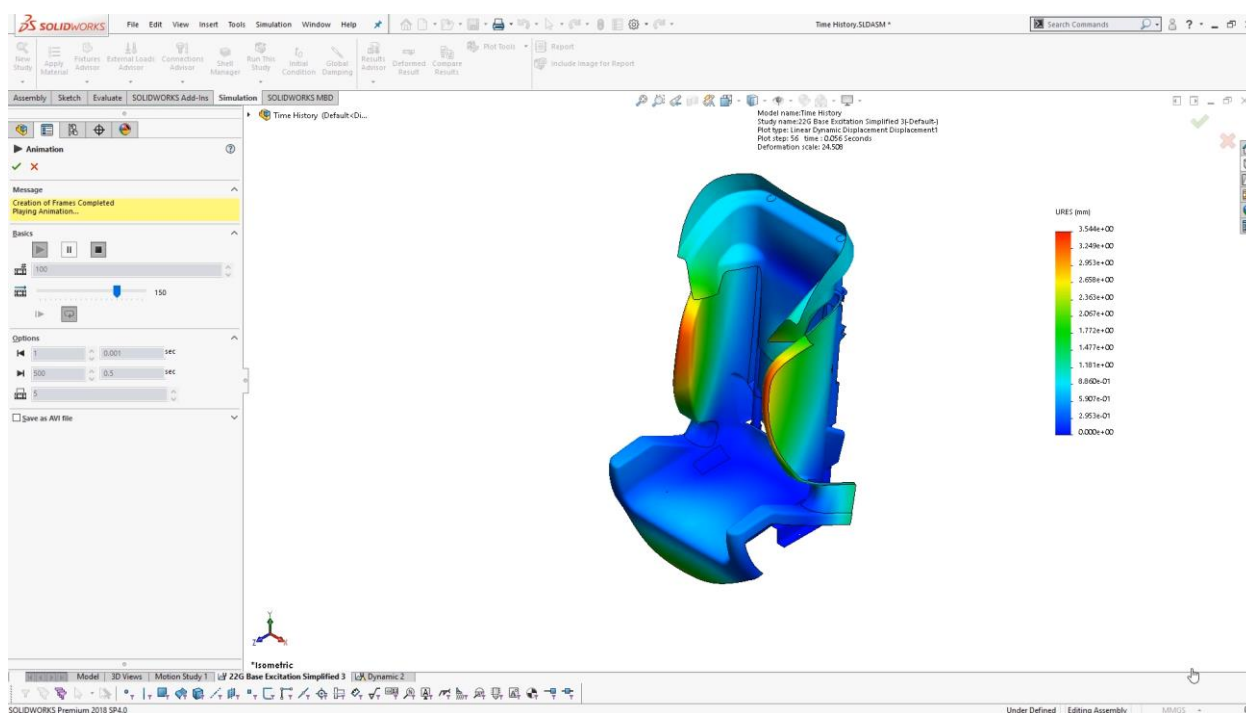 SOLIDWORKS File Edit View Insert Tools Simulation Window Help Time History.SLDASM * Search Commands
New Study
Apply Material
Fixtures Advisor
External Loads Advisor
Connections Advisor
Shell Manager
Run This Study
Initial Condition
Global Damping
Results Advisor
Deformed Result
Compare Results
Plot Tools
Report
Include Image for Report
Assembly Sketch Evaluate SOLIDWORKS Add-Ins Simulation SOLIDWORKS MBD
Time History (Default<Di...
Model name:Time History
Study name:22G Base Excitation Simplified 3(-Default-)
Plot type: Linear Dynamic Displacement Displacement1
Plot step: 56 time : 0.056 Seconds
Deformation scale: 24.508
Animation
Message
Creation of Frames Completed
Playing Animation...
Basics
100
150
Options
1 0.001 sec
500 0.5 sec
5
Save as AVI file
URES (mm)
3.544e+00
3.249e+00
2.953e+00
2.658e+00
2.363e+00
2.067e+00
1.772e+00
1.477e+00
1.181e+00
8.860e-01
5.907e-01
2.953e-01
0.000e+00
Y
Z X
*Isometric
Model 3D Views Motion Study 1 22G Base Excitation Simplified 3 Dynamic 2
SOLIDWORKS Premium 2018 SP4.0 Under Defined Editing Assembly MMGS